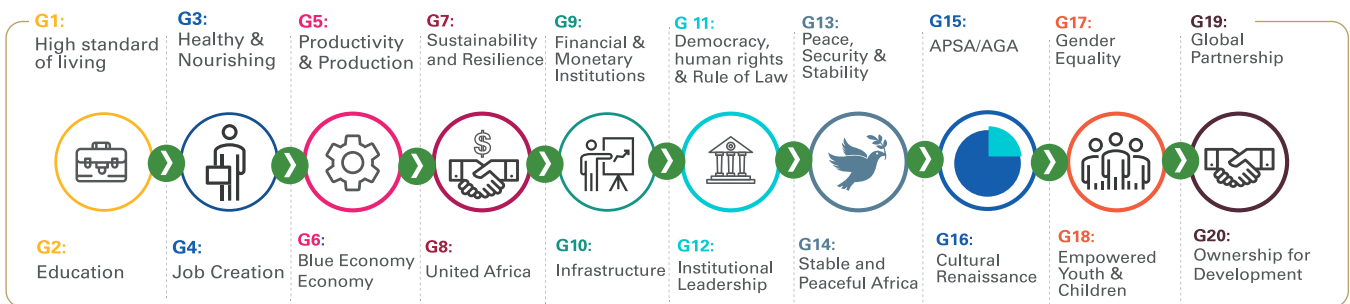 G1:
High standard
of living
G3:
Healthy &
Nourishing
G5:
Productivity
& Production
G7:
Sustainability
and Resilience
G9:
Financial &
Monetary
Institutions
G 11:
Democracy,
human rights
& Rule of Law
G13:
Peace,
Security &
Stability
G15:
APSA/AGA
G17:
Gender
Equality
G19:
Global
Partnership
$
G2:
Education
G4:
Job Creation
G6:
Blue Economy
Economy
G8:
United Africa
G10:
Infrastructure
G12:
Institutional
Leadership
G14:
Stable and
Peaceful Africa
G16:
Cultural
Renaissance
G18:
Empowered
Youth &
Children
G20:
Ownership for
Development